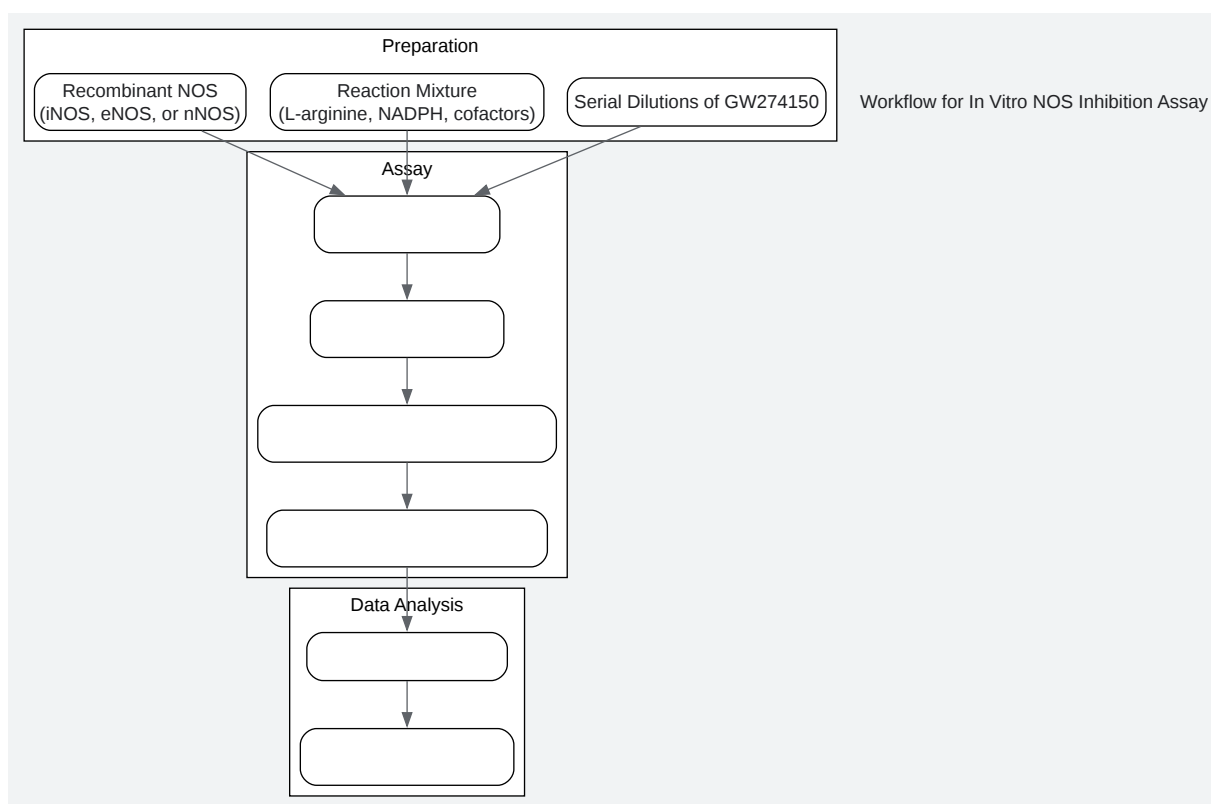 Preparation
Recombinant NOS
(iNOS, eNOS, or nNOS)
Reaction Mixture
(L-arginine, NADPH, cofactors)
Serial Dilutions of GW274150
Workflow for In Vitro NOS Inhibition Assay
Assay
Data Analysis